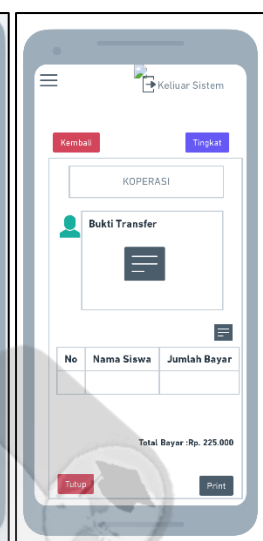 Keliuar Sistem
Kembali
Tingkat
KOPERASI
Bukti Transfer
No Nama Siswa Jumlah Bayar
Total Bayar :Rp. 225.000
Tutup
Print